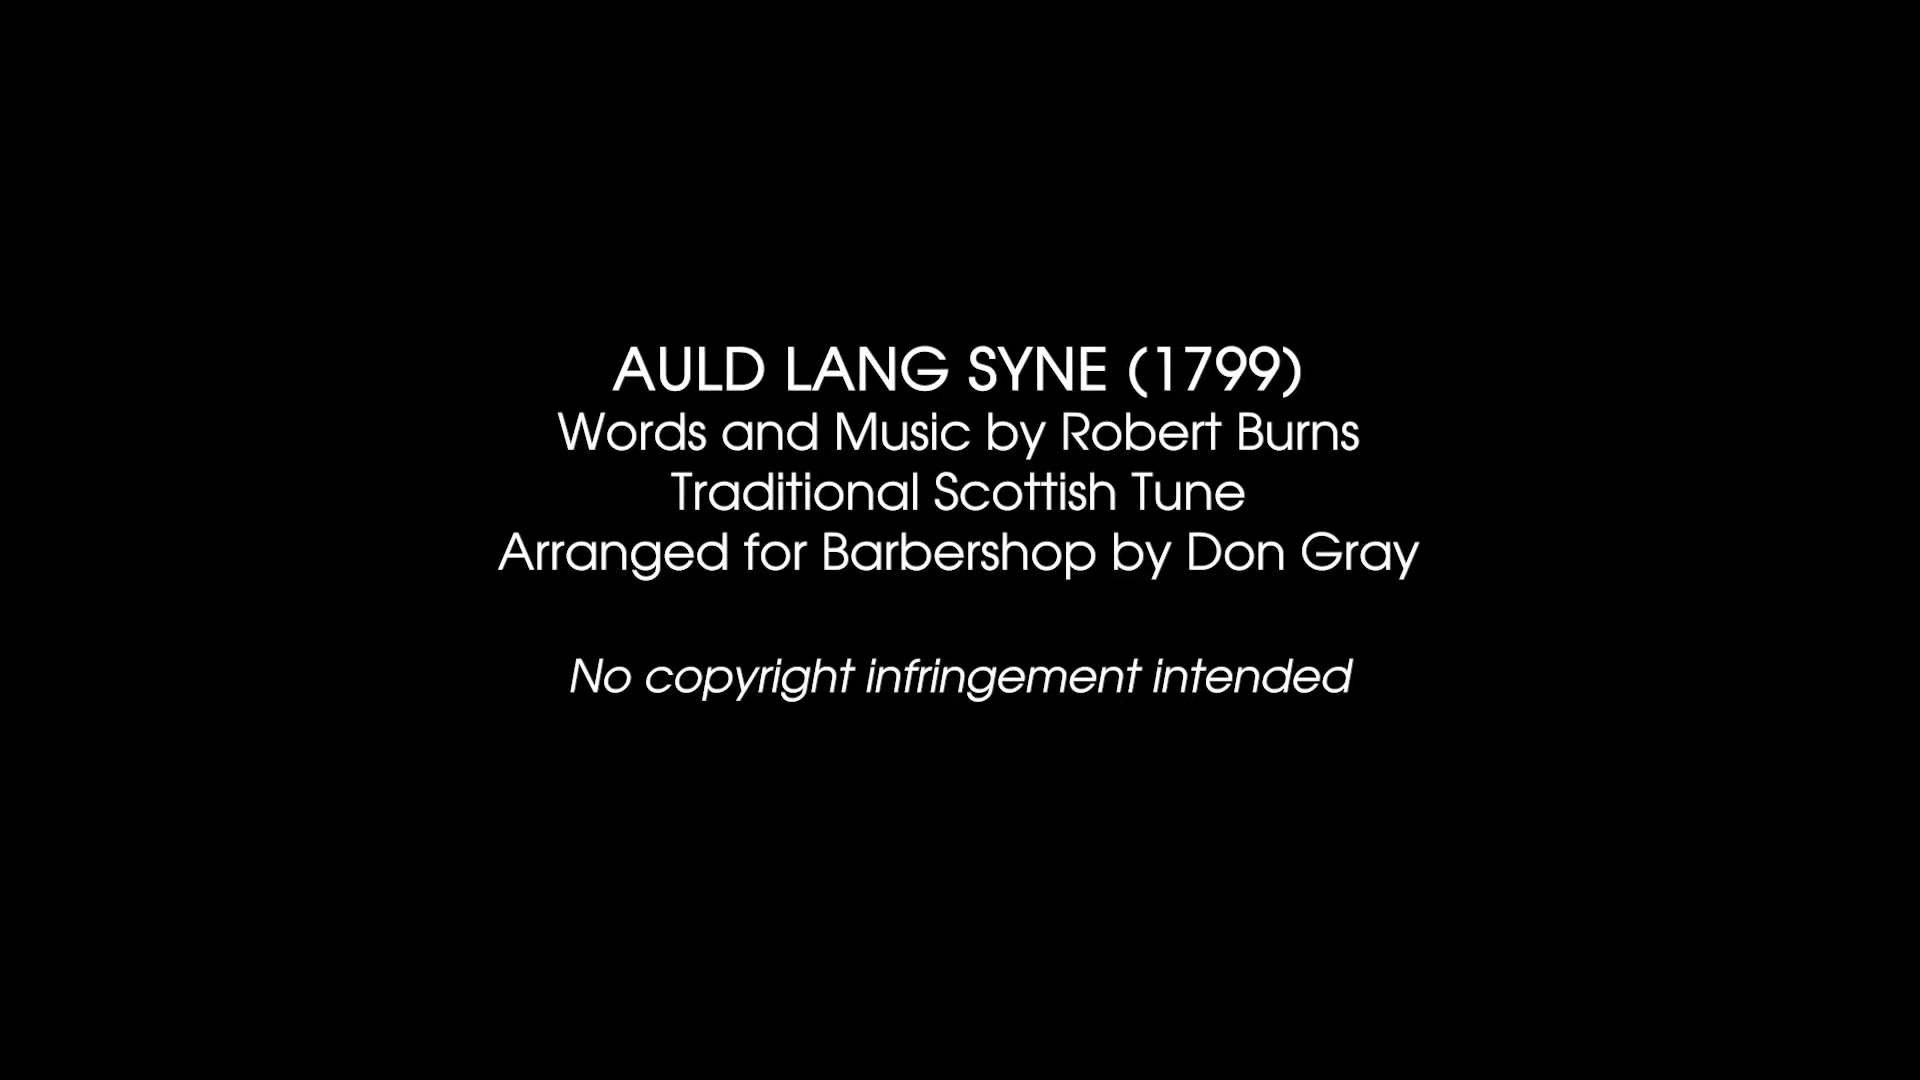 AULD LANG SYNE (1799)
Words and Music by Robert Burns
Traditional Scottish Tune
Arranged for Barbershop by Don Gray
No copyright infringement intended